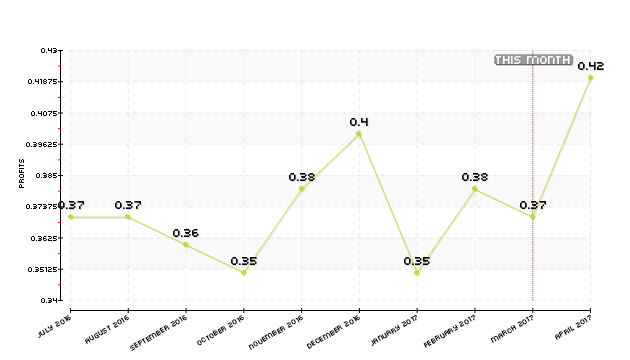 0.43
0.41875
0.4075
0.39625
0.385
0.37375
0.3625
0.35125
0.34
PROFITS
THIS MONTH
0.37
0.37
0.36
0.35
0.38
0.4
0.35
0.38
0.37
0.42
JULY 2016
AUGUST 2016
SEPTEMBER 2016
OCTOBER 2016
NOVEMBER 2016
DECEMBER 2016
JANUARY 2017
FEBRUARY 2017
MARCH 2017
APRIL 2017